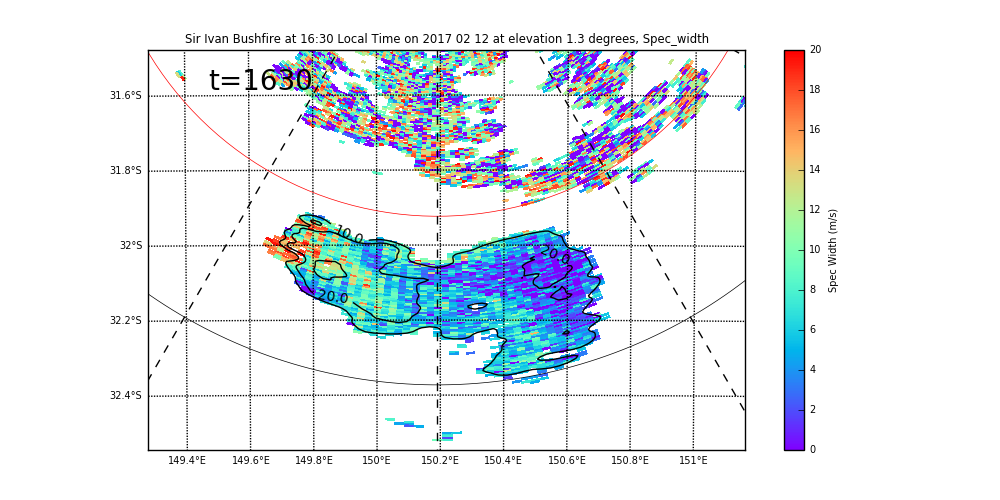 Sir Ivan Bushfire at 16:30 Local Time on 2017 02 12 at elevation 1.3 degrees, Spec_width
t=1630
31.6°S
31.8°S
32°S
32.2°S
32.4°S
10.0
20.0
149.4°E 149.6°E 149.8°E 150°E 150.2°E 150.4°E 150.6°E 150.8°E 151°E
20
18
16
14
12
10
8
6
4
2
0
Spec Width (m/s)